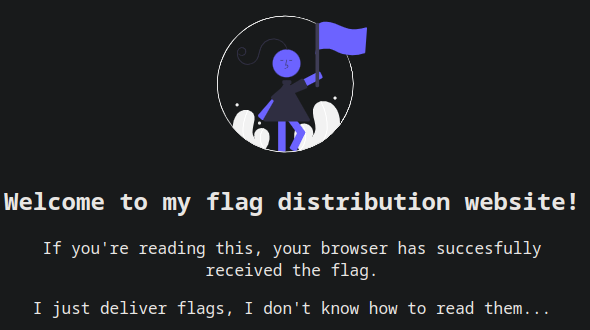 Welcome to my flag distribution website!
If you're reading this, your browser has succesfully
received the flag.
I just deliver flags, I don't know how to read them...